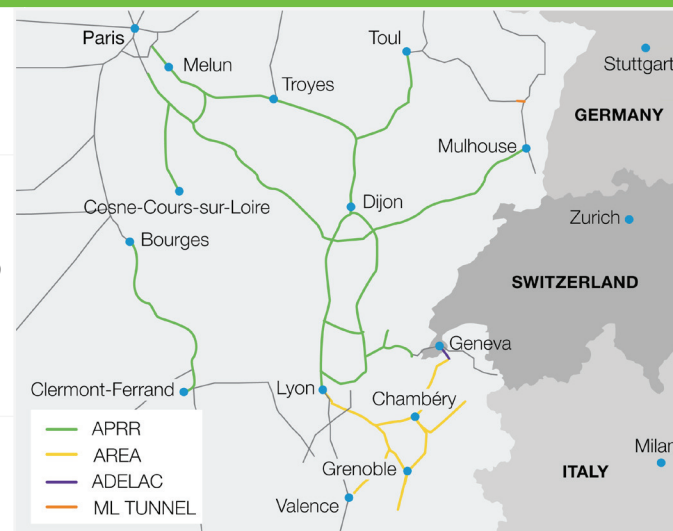 Paris
Toul
Melun
Stuttgart
Troyes
GERMANY
Mulhouse
Cosne-Cours-sur-Loire
Dijon
Zurich
Bourges
SWITZERLAND
Geneva
Clermont-Ferrand
Lyon
Chambéry
APRR
AREA
ADELAC
ML TUNNEL
Grenoble
Valence
Milan
ITALY